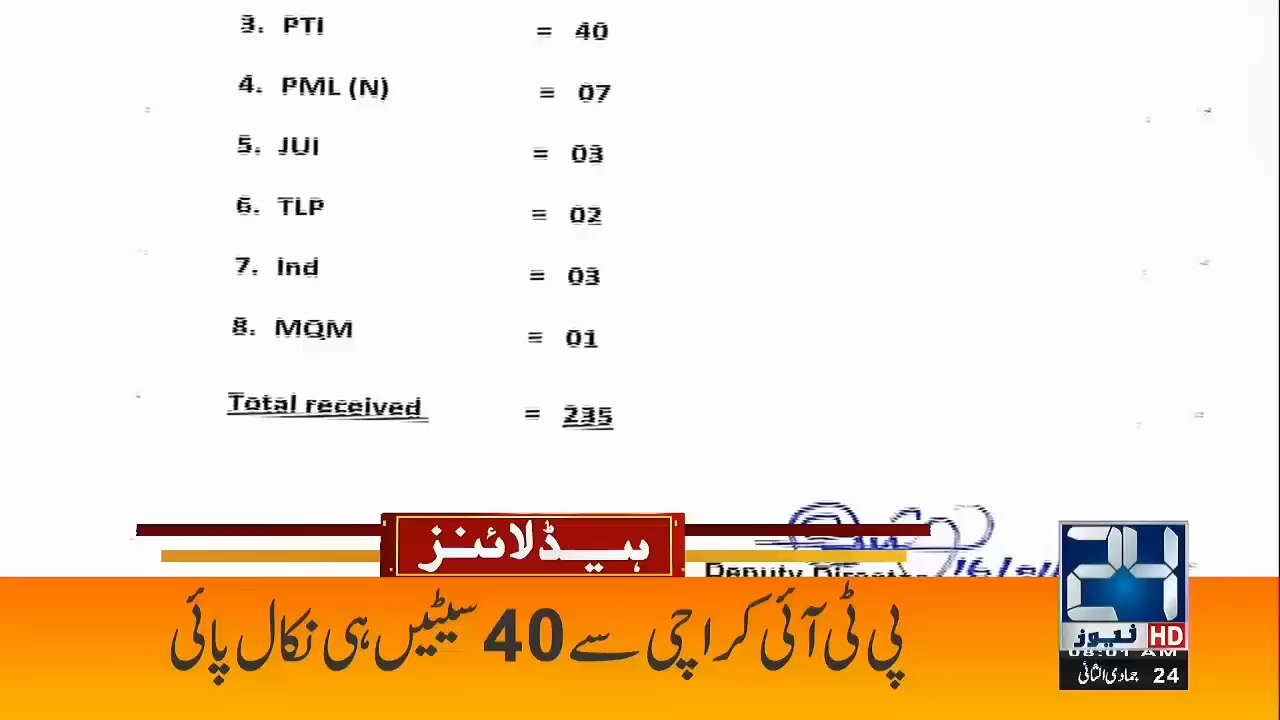 3. PTI = 40
4. PML (N) = 07
5. JUI = 03
6. TLP = 02
7. Ind = 03
8. MQM = 01
Total received = 235
ہیڈلائنز
پی ٹی آئی کراچی سے 40 سیٹیں ہی نکال پائی
24
نیوز HD
24 جمادی الثانی